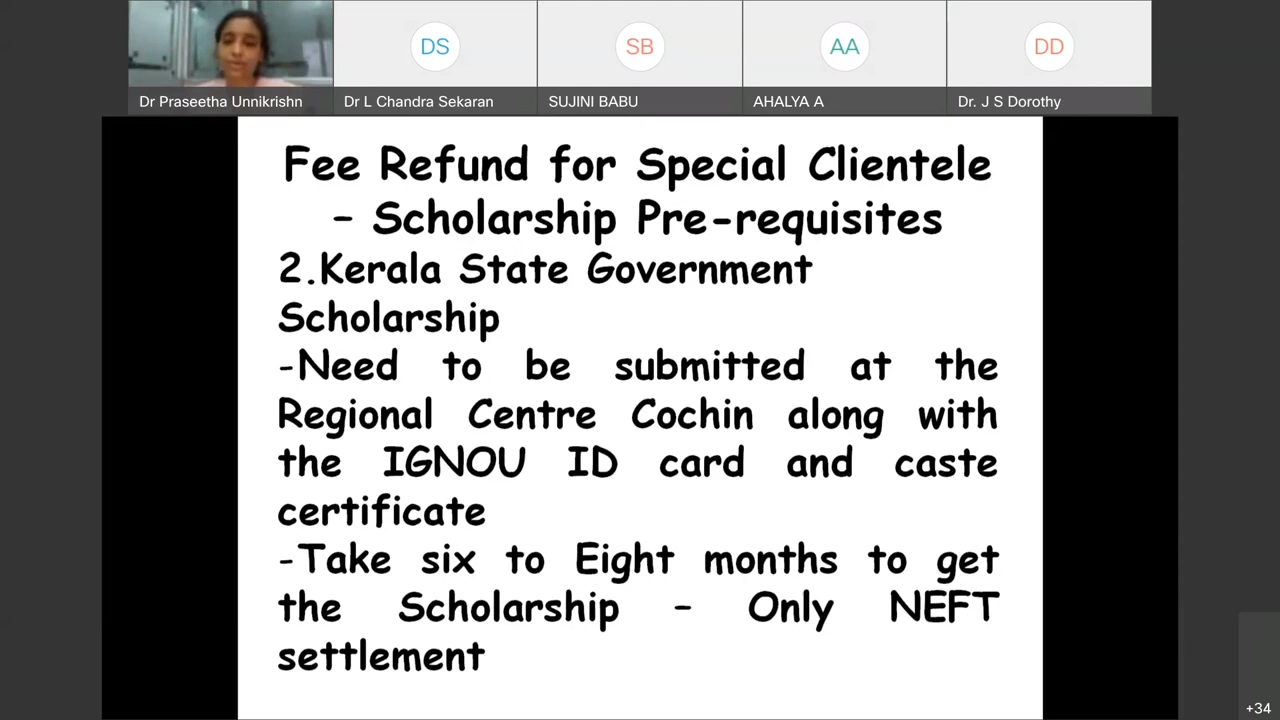 DS
SB
AA
DD
Dr Praseetha Unnikrishn
Dr L Chandra Sekaran
SUJINI BABU
AHALYA A
Dr. J S Dorothy
Fee Refund for Special Clientele
- Scholarship Pre-requisites
2.Kerala State Government
Scholarship
-Need to be submitted at the
Regional Centre Cochin along with
the IGNOU ID card and caste
certificate
-Take six to Eight months to get
the Scholarship - Only NEFT
settlement
+34